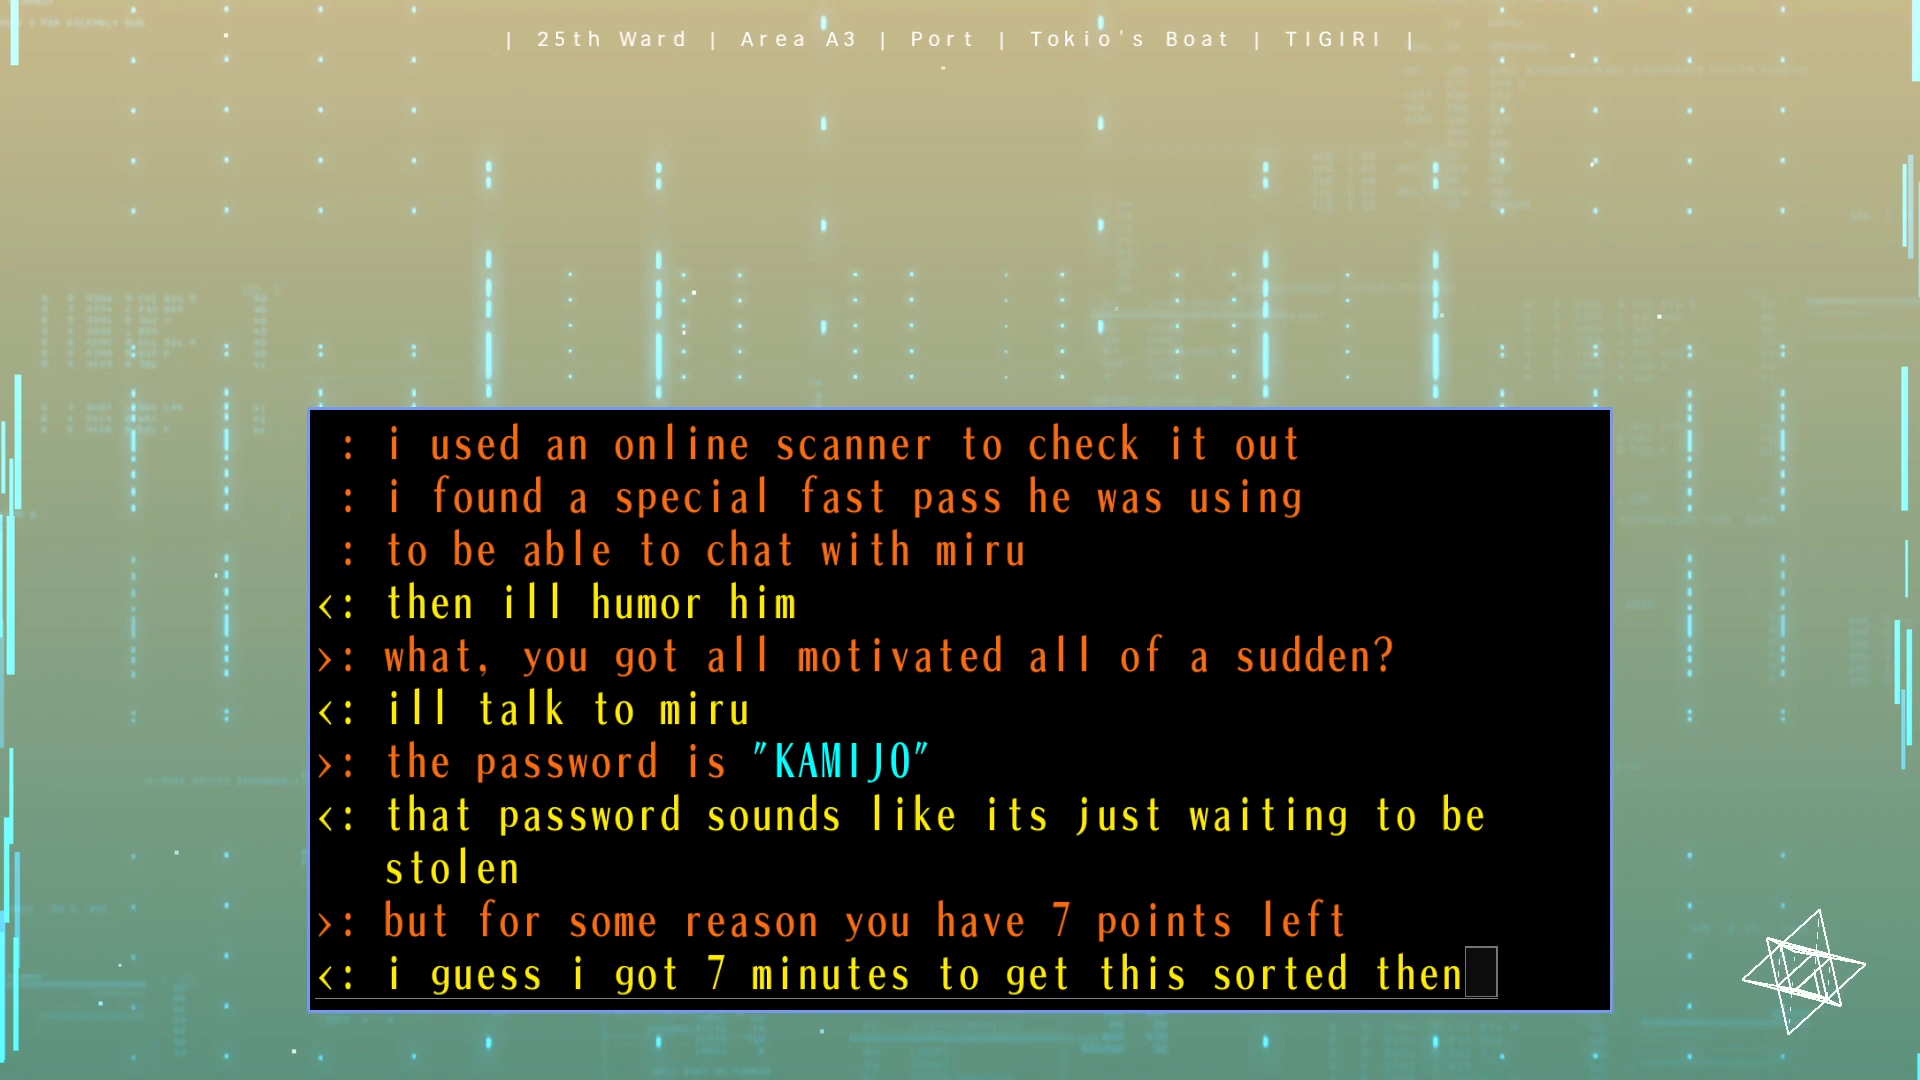 | 25th Ward | Area A3 | Port | Tokio's Boat | TIGIRI |
: i used an online scanner to check it out
: i found a special fast pass he was using
: to be able to chat with miru
<: then ill humor him
>: what, you got all motivated all of a sudden?
<: ill talk to miru
>: the password is "KAMIJO"
<: that password sounds like its just waiting to be
stolen
>: but for some reason you have 7 points left
<: i guess i got 7 minutes to get this sorted then